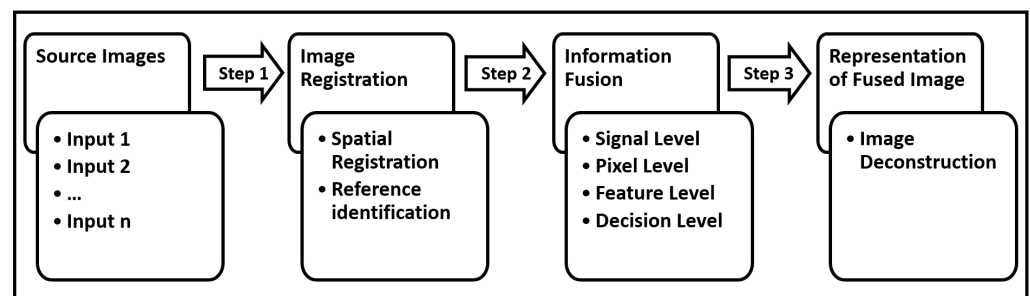 Source Images
• Input 1
• Input 2
• ...
• Input n
Step 1
Image
Registration
• Spatial
Registration
• Reference
identification
Step 2
Information
Fusion
• Signal Level
• Pixel Level
• Feature Level
• Decision Level
Step 3
Representation
of Fused Image
• Image
Deconstruction